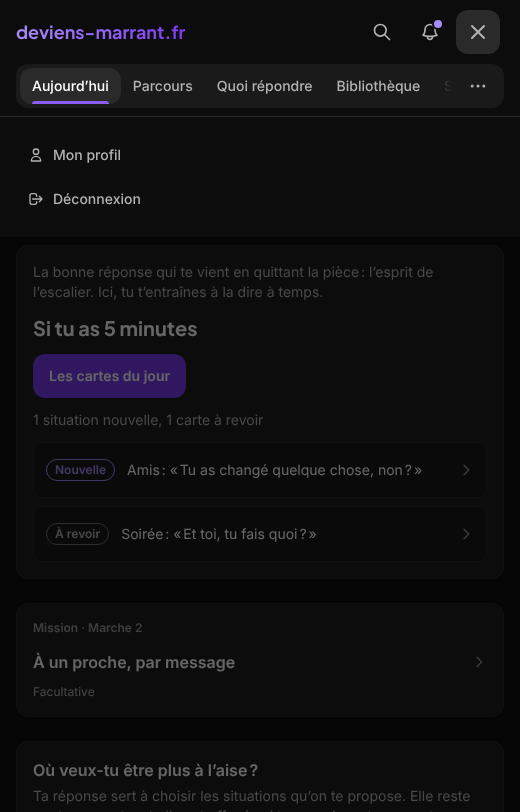 deviens-marrant.fr
Aujourd’hui
Parcours
Quoi répondre
Bibliothèque
Mon profil
Déconnexion
La bonne réponse qui te vient en quittant la pièce : l’esprit de
l’escalier. Ici, tu t’entraînes à la dire à temps.
Si tu as 5 minutes
Les cartes du jour
1 situation nouvelle, 1 carte à revoir
Nouvelle
Amis : « Tu as changé quelque chose, non ? »
À revoir
Soirée : « Et toi, tu fais quoi ? »
Mission · Marche 2
À un proche, par message
Facultative
Où veux-tu être plus à l’aise ?
Ta réponse sert à choisir les situations qu’on te propose. Elle reste